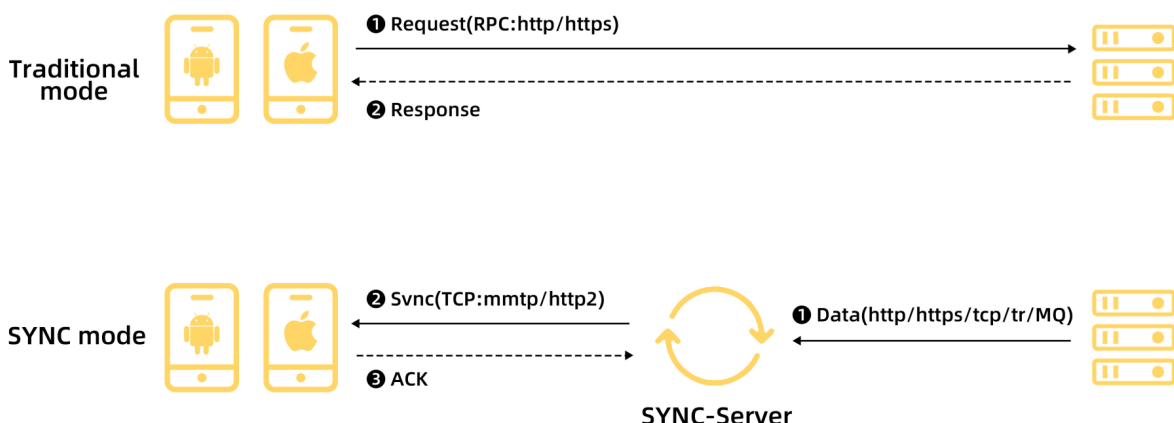 ❶ Request(RPC:http/https)
Traditional
mode
❷ Response
❷ Svnc(TCP:mmtp/http2)
❶ Data(http/https/tcp/tr/MQ)
SYNC mode
❸ ACK
SYNC-Server